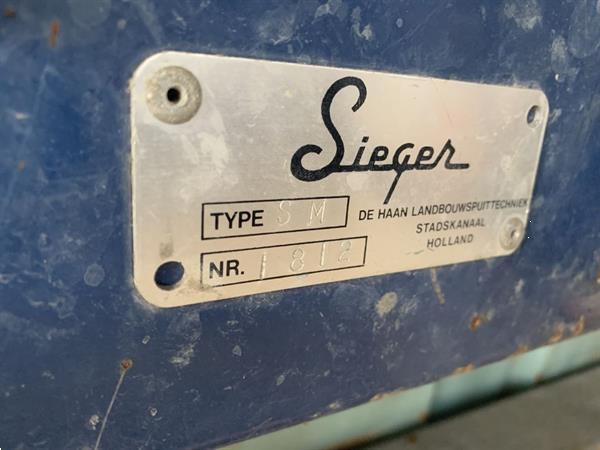 Sieger
TYPE SM
DE HAAN LANDBOUWSPUITTECHNIEK
STADSKANAAL
HOLLAND
NR. 1812